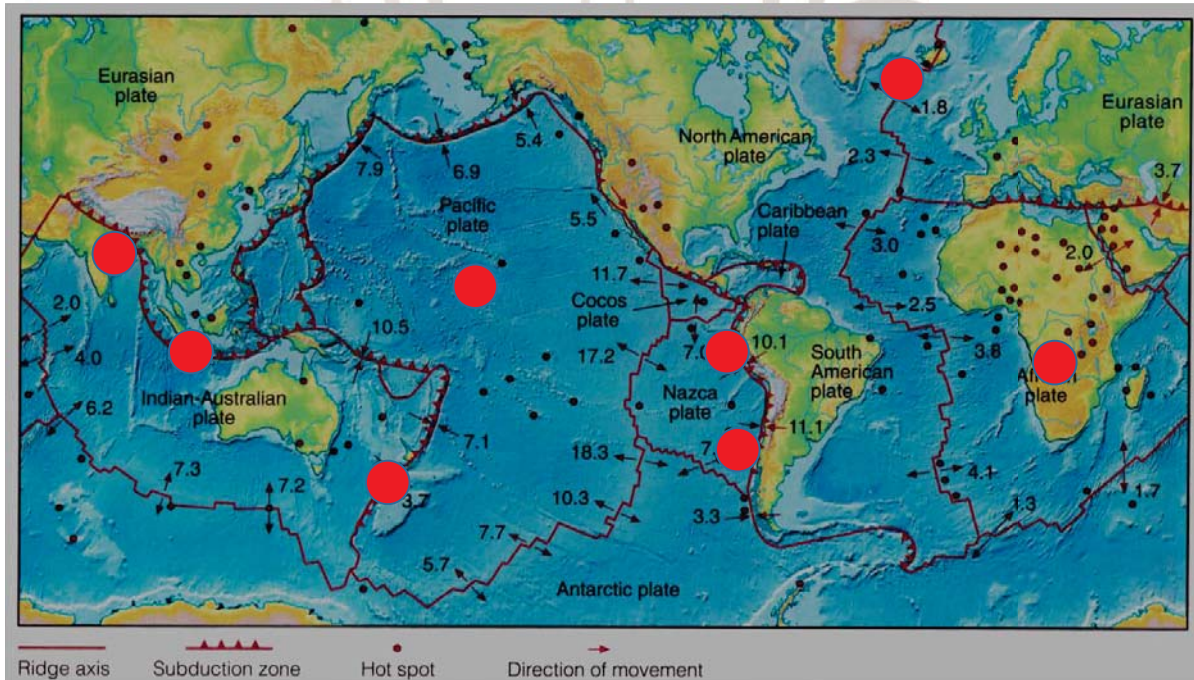 Eurasian
plate
1.8
Eurasian
plate
North American
plate
5.4
2.3
7.9
6.9
3.7
Pacific
plate
5.5
Caribbean
plate
3.0
2.0
11.7
2.0
Cocos
plate
2.5
10.5
10.1
4.0
17.2
7.0
South
American
plate
3.8
plate
Indian-Australian
plate
Nazca
plate
6.2
11.1
7.1
7.
18.3
7.3
4.1
7.2
3.7
10.3
1.7
3.3
1.3
7.7
5.7
Antarctic plate
Ridge axis
Subduction zone
Hot spot
Direction of movement